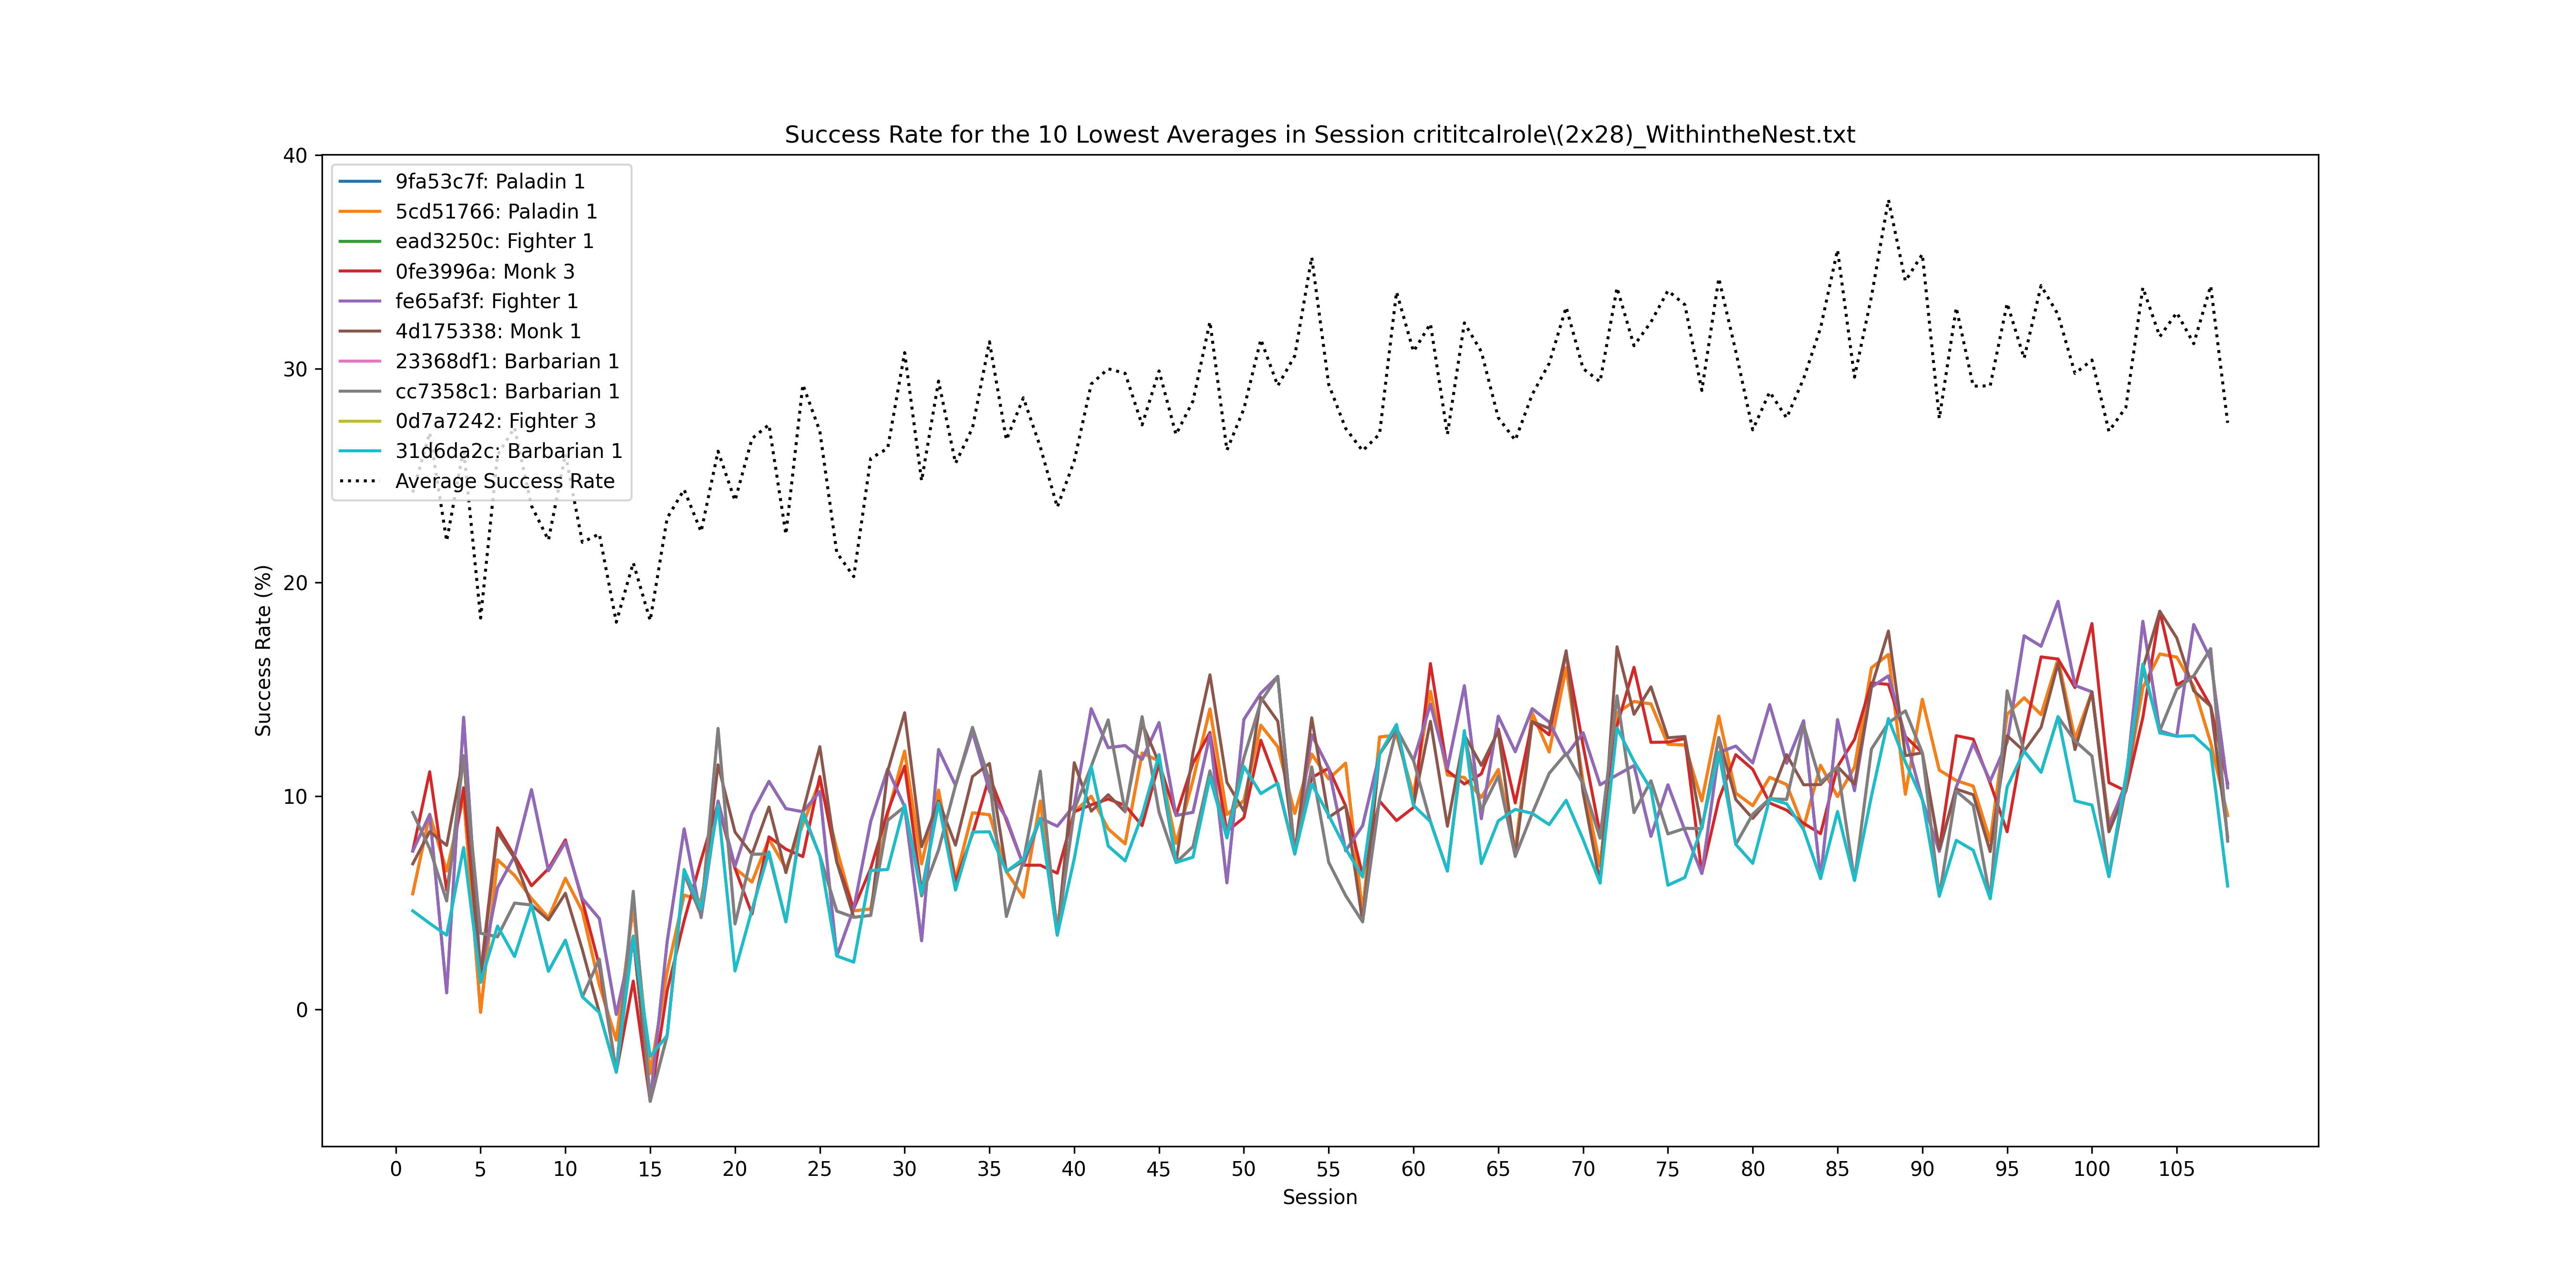 Success Rate for the 10 Lowest Averages in Session crititcalrole\(2x28)_WithintheNest.txt
40
30
20
10
0
Success Rate (%)
9fa53c7f: Paladin 1
5cd51766: Paladin 1
ead3250c: Fighter 1
0fe3996a: Monk 3
fe65af3f: Fighter 1
4d175338: Monk 1
23368df1: Barbarian 1
cc7358c1: Barbarian 1
0d7a7242: Fighter 3
31d6da2c: Barbarian 1
Average Success Rate
0 5 10 15 20 25 30 35 40 45 50 55 60 65 70 75 80 85 90 95 100 105
Session